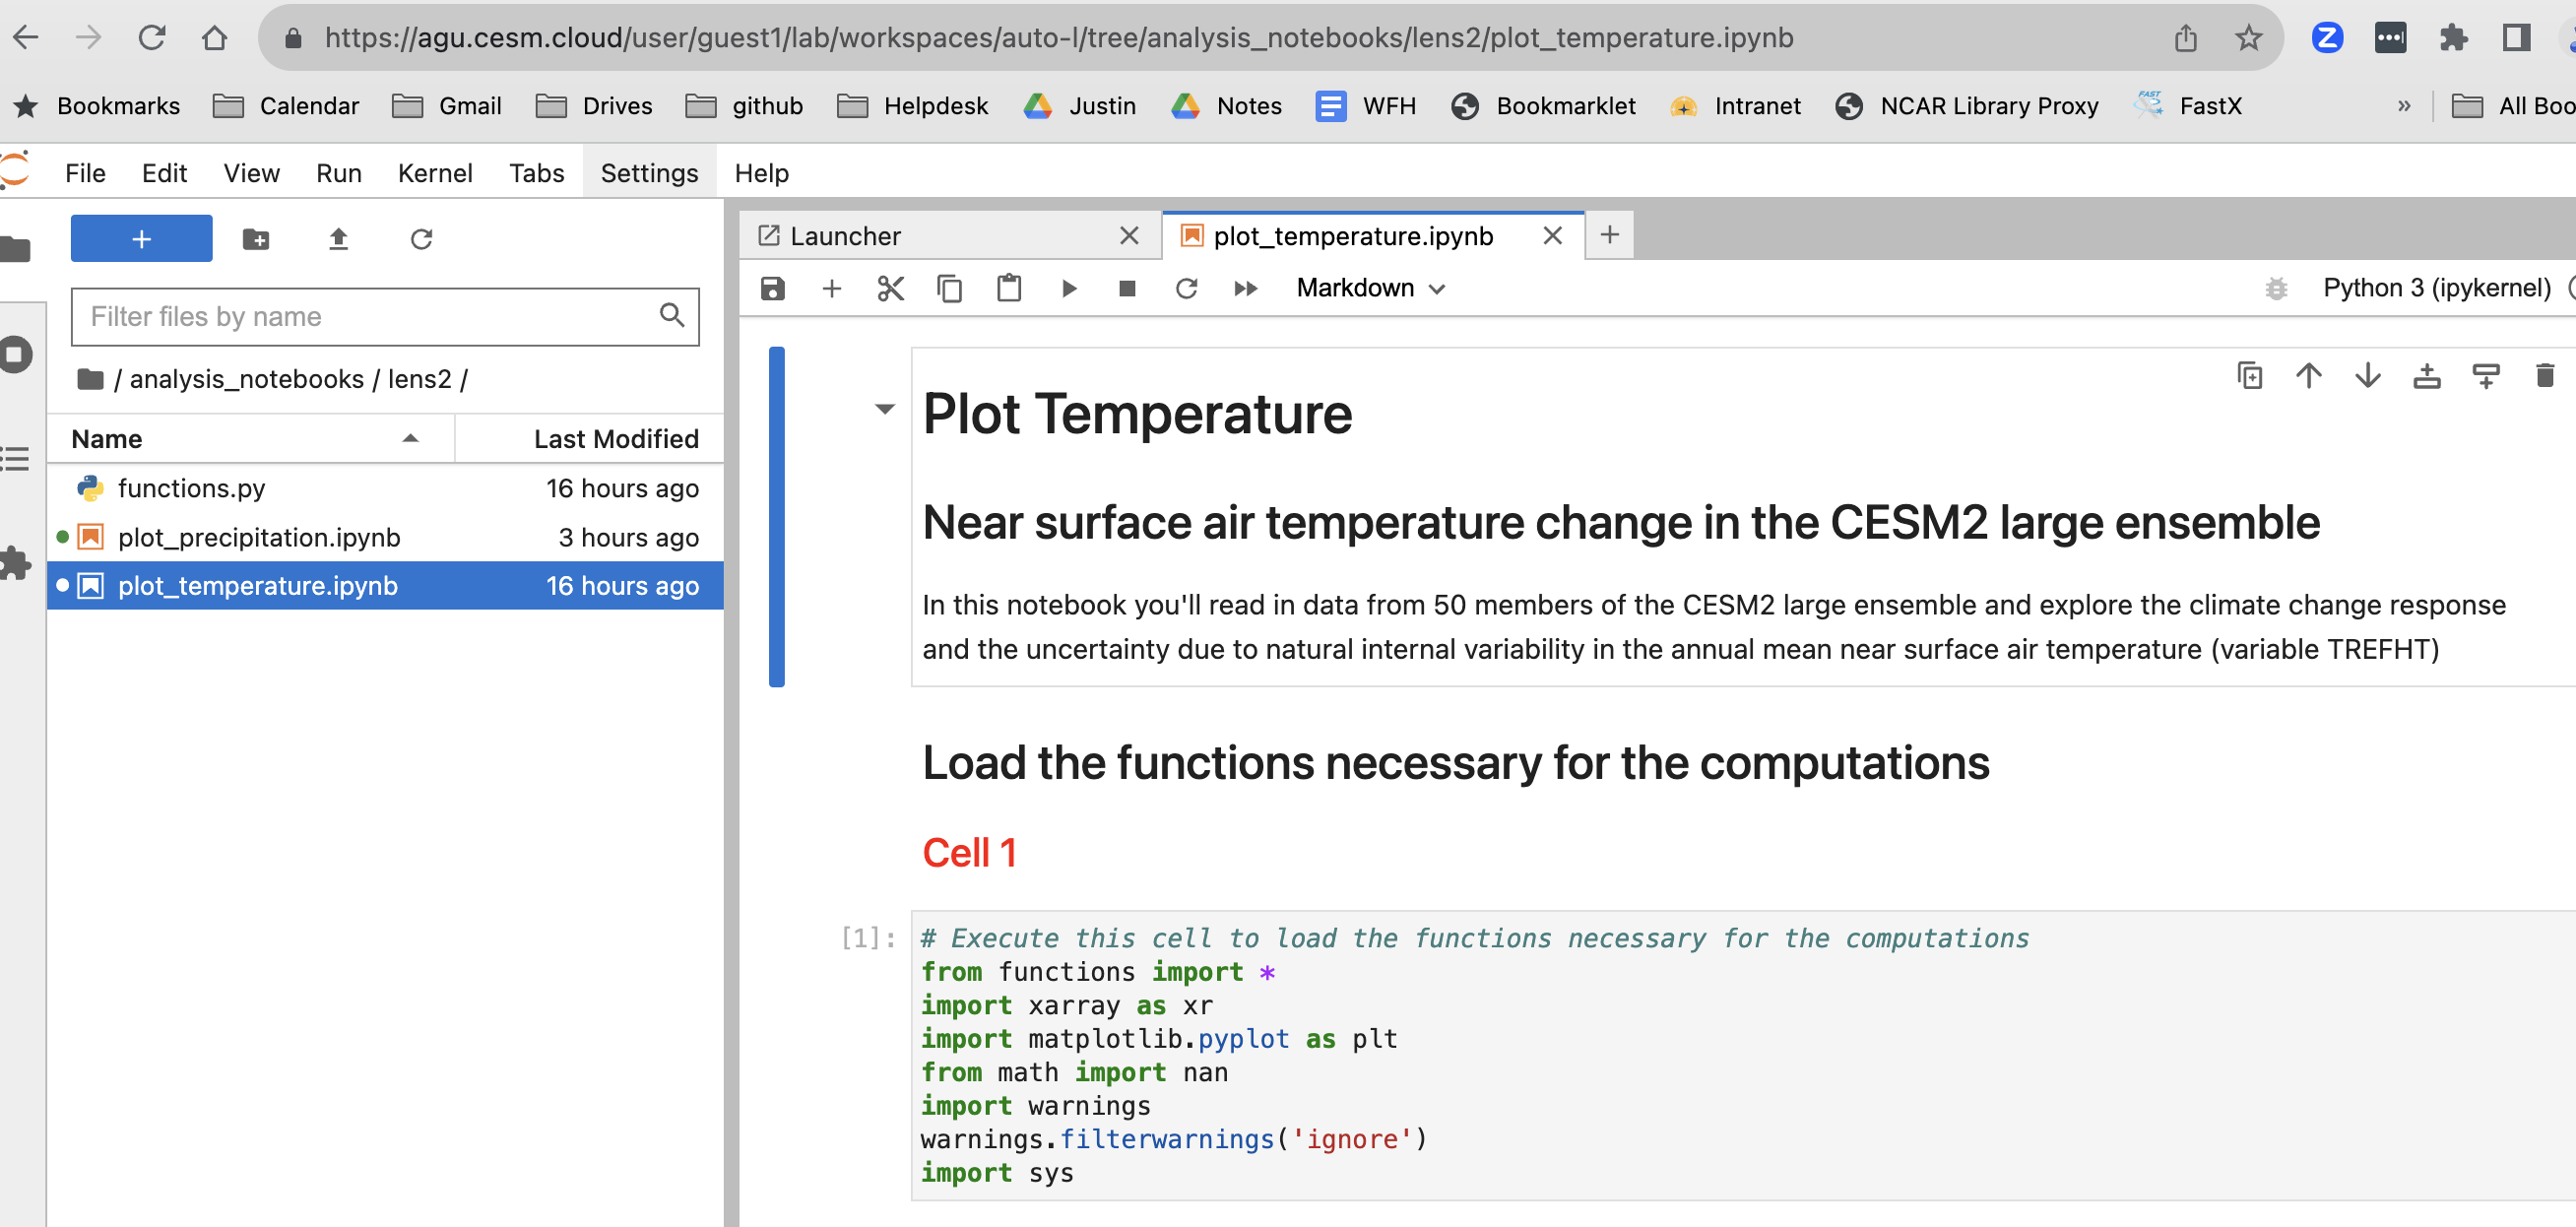 https://agu.cesm.cloud/user/guest1/lab/workspaces/auto-l/tree/analysis_notebooks/lens2/plot_temperature.ipynb
Bookmarks Calendar Gmail Drives github Helpdesk Justin Notes WFH Bookmarklet Intranet NCAR Library Proxy FastX » All Boo
File Edit View Run Kernel Tabs Settings Help
Launcher plot_temperature.ipynb
Markdown Python 3 (ipykernel)
Filter files by name
/ analysis_notebooks / lens2 /
Name Last Modified
functions.py 16 hours ago
plot_precipitation.ipynb 3 hours ago
plot_temperature.ipynb 16 hours ago
Plot Temperature
Near surface air temperature change in the CESM2 large ensemble
In this notebook you'll read in data from 50 members of the CESM2 large ensemble and explore the climate change response
and the uncertainty due to natural internal variability in the annual mean near surface air temperature (variable TREFHT)
Load the functions necessary for the computations
Cell 1
[1]: # Execute this cell to load the functions necessary for the computations
from functions import *
import xarray as xr
import matplotlib.pyplot as plt
from math import nan
import warnings
warnings.filterwarnings('ignore')
import sys